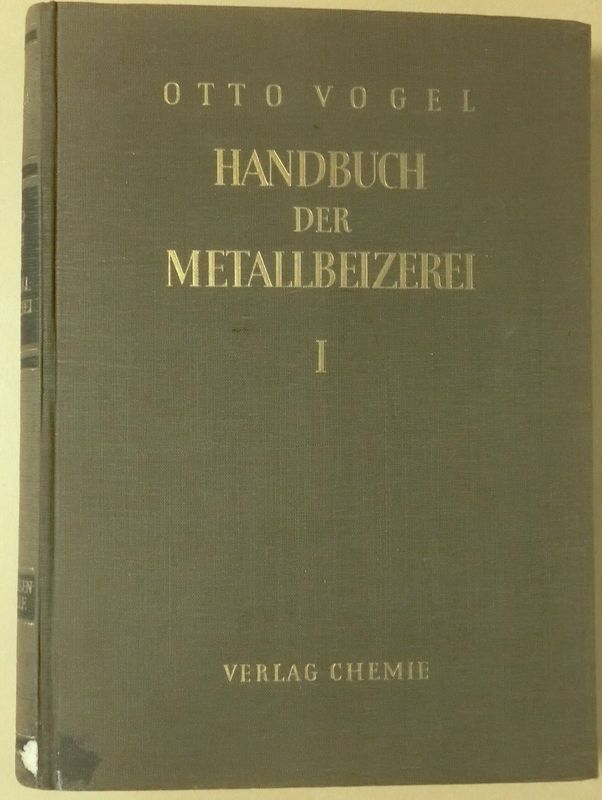 OTTO VOGEL
HANDBUCH
DER
METALLBEIZEREI
I
VERLAG CHEMIE